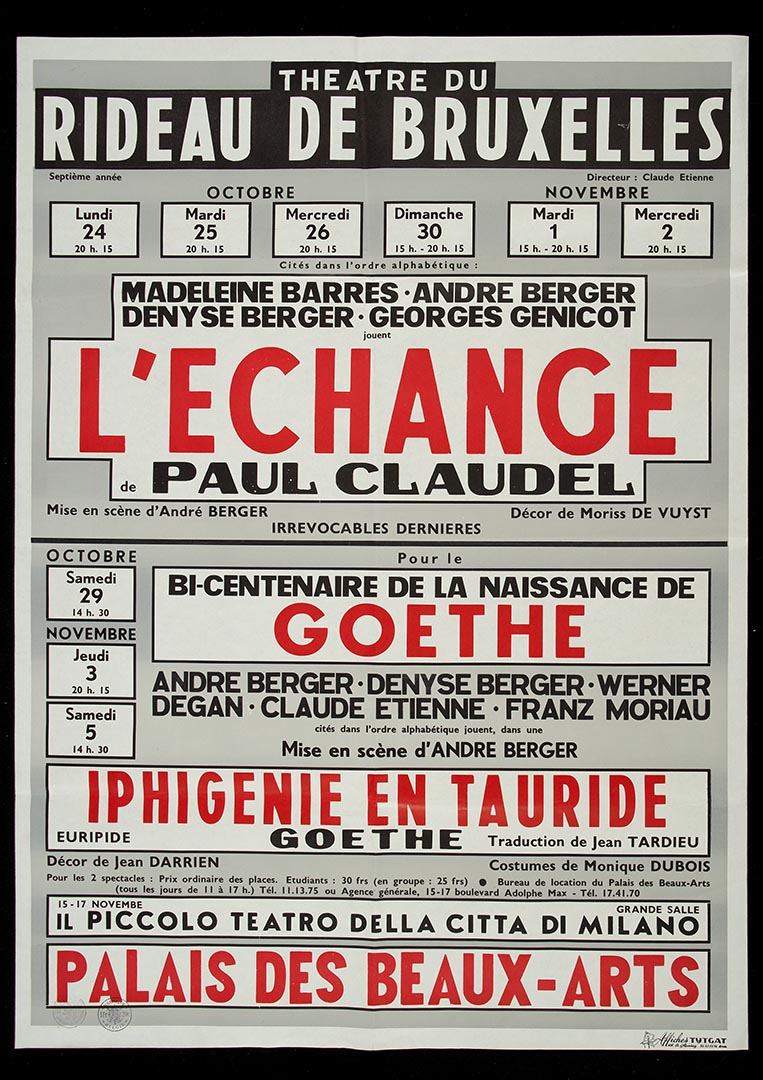 THEATRE DU
RIDEAU DE BRUXELLES
Septième année
Directeur : Claude Etienne
OCTOBRE
NOVEMBRE
Lundi
24
20 h. 15
Mardi
25
20 h. 15
Mercredi
26
20 h. 15
Dimanche
30
15 h. - 20 h. 15
Mardi
1
15 h. - 20 h. 15
Mercredi
2
20 h. 15
Cités dans l'ordre alphabétique :
MADELEINE BARRES · ANDRE BERGER
DENYSE BERGER · GEORGES GENICOT
jouent
L'ECHANGE
de PAUL CLAUDEL
Mise en scène d'André BERGER
Décor de Moriss DE VUYST
IRREVOCABLES DERNIERES
OCTOBRE
Samedi
29
14 h. 30
NOVEMBRE
Jeudi
3
20 h. 15
Samedi
5
14 h. 30
Pour le
BI-CENTENAIRE DE LA NAISSANCE DE
GOETHE
ANDRE BERGER · DENYSE BERGER · WERNER
DEGAN · CLAUDE ETIENNE · FRANZ MORIAU
cités dans l'ordre alphabétique jouent, dans une
Mise en scène d'ANDRE BERGER
IPHIGENIE EN TAURIDE
EURIPIDE
GOETHE
Traduction de Jean TARDIEU
Décor de Jean DARRIEN
Costumes de Monique DUBOIS
Pour les 2 spectacles : Prix ordinaire des places. Etudiants : 30 frs (en groupe : 25 frs) ● Bureau de location du Palais des Beaux-Arts
(tous les jours de 11 à 17 h.) Tél. 11.13.75 ou Agence générale, 15-17 boulevard Adolphe Max - Tél. 17.41.70
15 - 17 NOVEMBE
GRANDE SALLE
IL PICCOLO TEATRO DELLA CITTA DI MILANO
PALAIS DES BEAUX-ARTS
Affiches TYTGAT